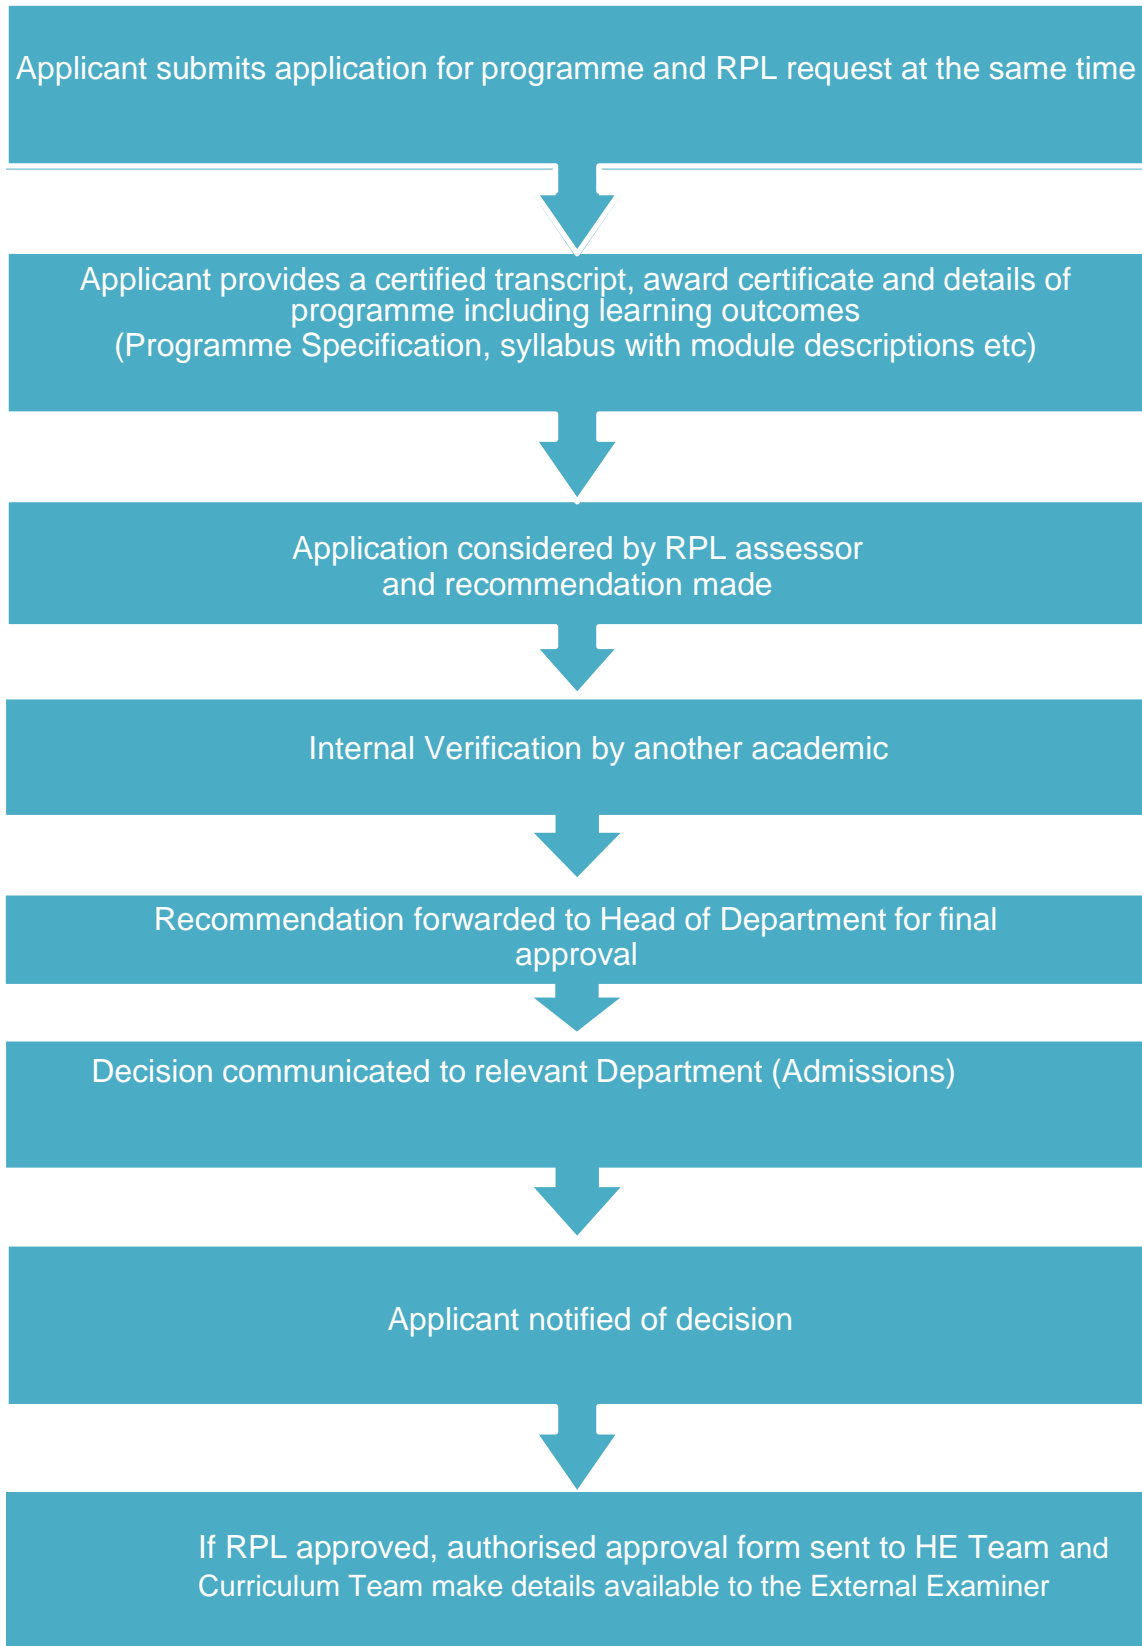 Applicant submits application for programme and RPL request at the same time
Applicant provides a certified transcript, award certificate and details of
programme including learning outcomes
(Programme Specification, syllabus with module descriptions etc)
Application considered by RPL assessor
and recommendation made
Internal Verification by another academic
Recommendation forwarded to Head of Department for final
approval
Decision communicated to relevant Department (Admissions)
Applicant notified of decision
If RPL approved, authorised approval form sent to HE Team and
Curriculum Team make details available to the External Examiner